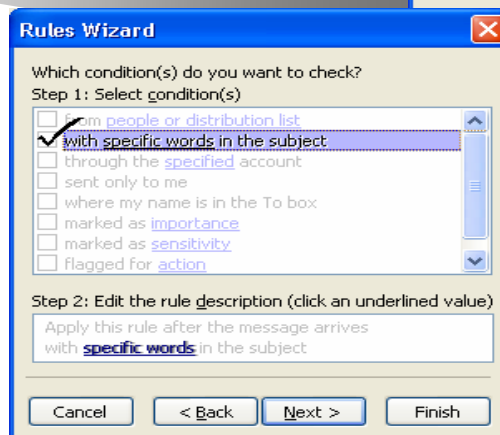 Rules Wizard
Which condition(s) do you want to check?
Step 1: Select condition(s)
from people or distribution list
with specific words in the subject
through the specified account
sent only to me
where my name is in the To box
marked as importance
marked as sensitivity
flagged for action
Step 2: Edit the rule description (click an underlined value)
Apply this rule after the message arrives
with specific words in the subject
Cancel < Back Next > Finish